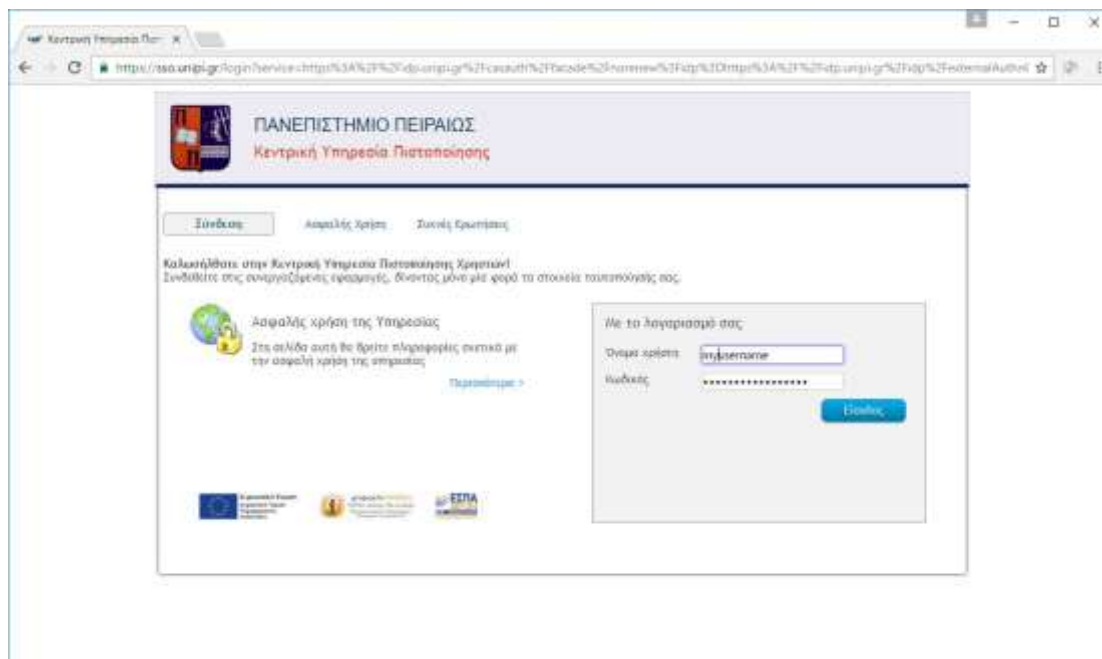 Κεντρική Υπηρεσία Πισ
https://sso.unipi.gr/login?service=https%3A%2F%2Fidp.unipi.gr%2Fcasauth%2Ffacade%2Fnorenew%3Fidp%3Dhttps%3A%2F%2Fidp.unipi.gr%2Fidp%2FexternalAuthnC
ΠΑΝΕΠΙΣΤΗΜΙΟ ΠΕΙΡΑΙΩΣ
Κεντρική Υπηρεσία Πιστοποίησης
Σύνδεση Ασφαλής Χρήση Συχνές Ερωτήσεις
Καλωσήλθατε στην Κεντρική Υπηρεσία Πιστοποίησης Χρηστών!
Συνδεθείτε στις συνεργαζόμενες εφαρμογές, δίνοντας μόνο μία φορά τα στοιχεία ταυτοποίησής σας.
Ασφαλής χρήση της Υπηρεσίας
Στη σελίδα αυτή θα βρείτε πληροφορίες σχετικά με
την ασφαλή χρήση της υπηρεσίας
Περισσότερα >
Με το λογαριασμό σας
Όνομα χρήστη myusername
Κωδικός
Είσοδος
ΕΣΠΑ